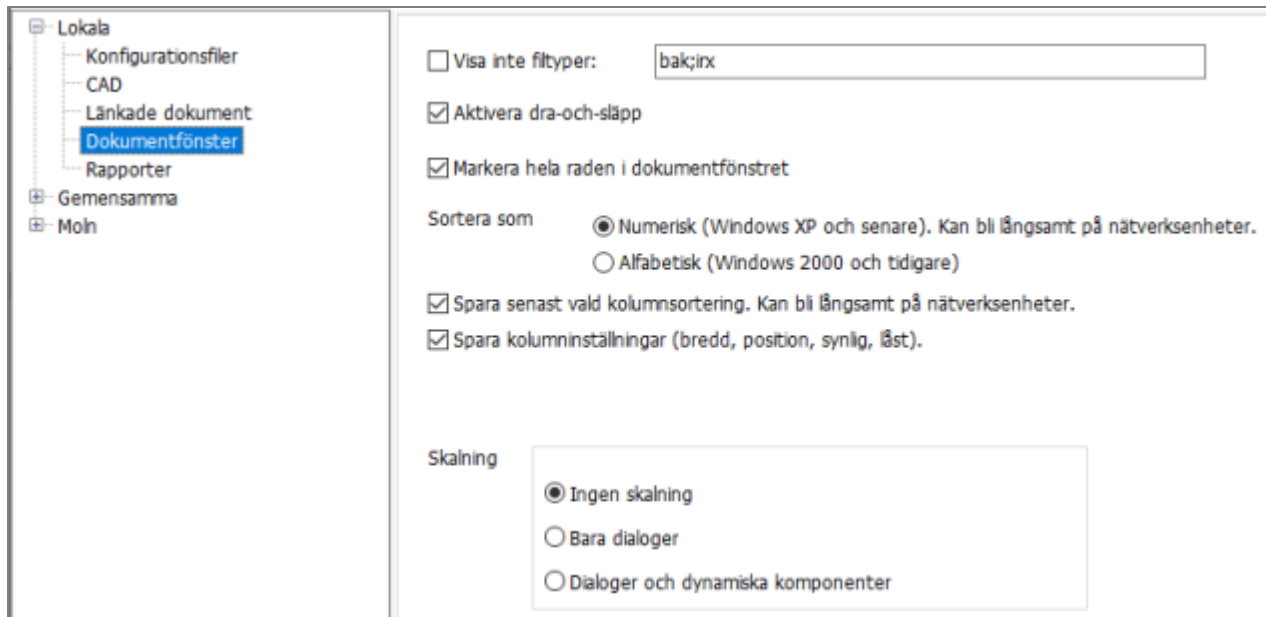 Lokala
Konfigurationsfiler
CAD
Länkade dokument
Dokumentfönster
Rapporter
Gemensamma
Moln
Visa inte filtyper: bak;irx
Aktivera dra-och-släpp
Markera hela raden i dokumentfönstret
Sortera som
Numerisk (Windows XP och senare). Kan bli långsamt på nätverksenheter.
Alfabetisk (Windows 2000 och tidigare)
Spara senast vald kolumnsortering. Kan bli långsamt på nätverksenheter.
Spara kolumninställningar (bredd, position, synlig, låst).
Skalning
Ingen skalning
Bara dialoger
Dialoger och dynamiska komponenter